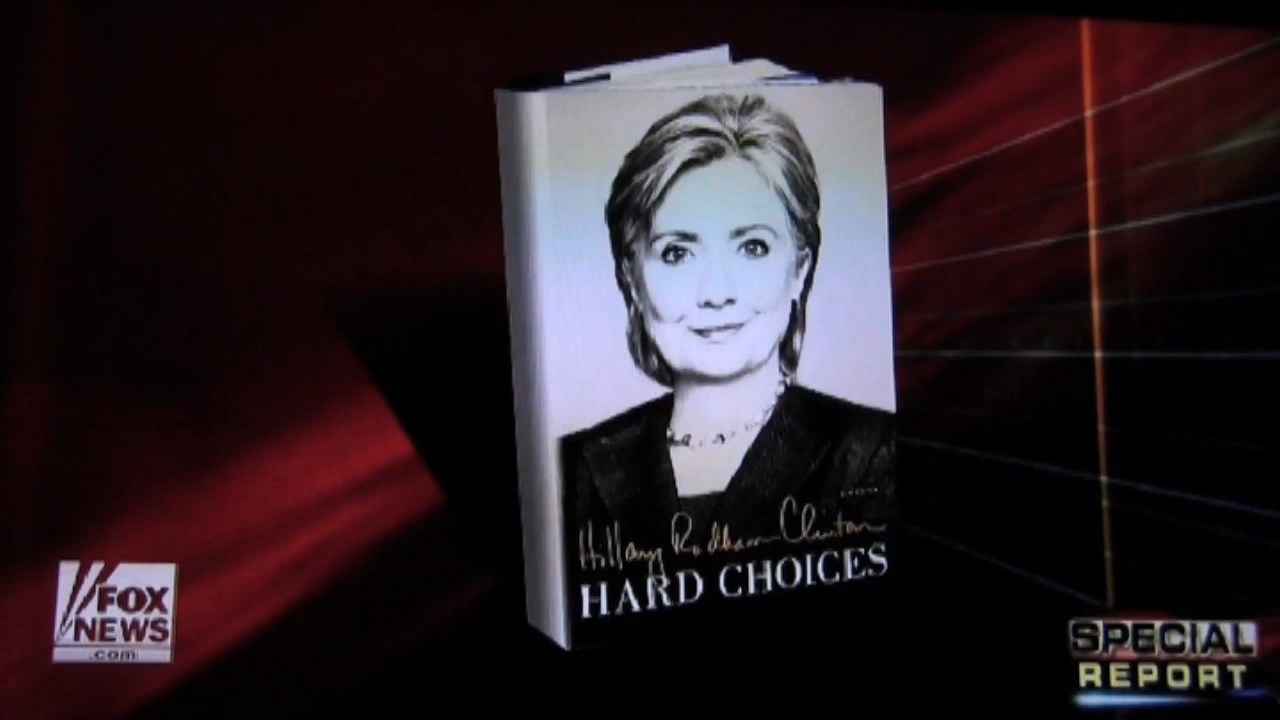 Hillary Rodham Clinton
HARD CHOICES
FOX
NEWS
.com
SPECIAL
REPORT